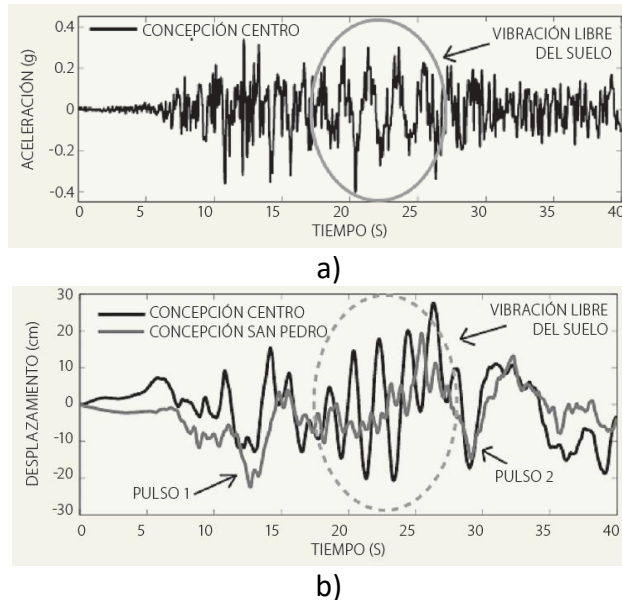 CONCEPCIÓN CENTRO
VIBRACIÓN LIBRE
DEL SUELO
ACELERACIÓN (g)
0.4
0.2
0
-0.2
-0.4
0 5 10 15 20 25 30 35 40
TIEMPO (S)
a)
CONCEPCIÓN CENTRO
CONCEPCIÓN SAN PEDRO
VIBRACIÓN LIBRE
DEL SUELO
DESPLAZAMIENTO (cm)
30
20
10
0
-10
-20
-30
PULSO 1
PULSO 2
0 5 10 15 20 25 29 30 35 40
TIEMPO (S)
b)